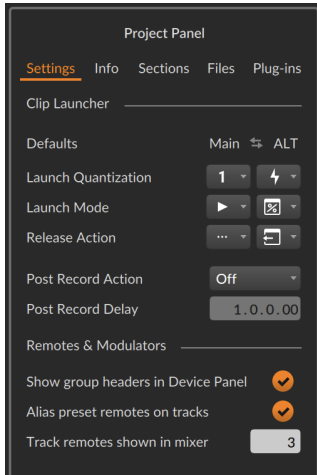 Project Panel
Settings Info Sections Files Plug-ins
Clip Launcher
Defaults Main ⇆ ALT
Launch Quantization 1
Launch Mode %
Release Action ...
Post Record Action Off
Post Record Delay 1.0.0.00
Remotes & Modulators
Show group headers in Device Panel
Alias preset remotes on tracks
Track remotes shown in mixer 3